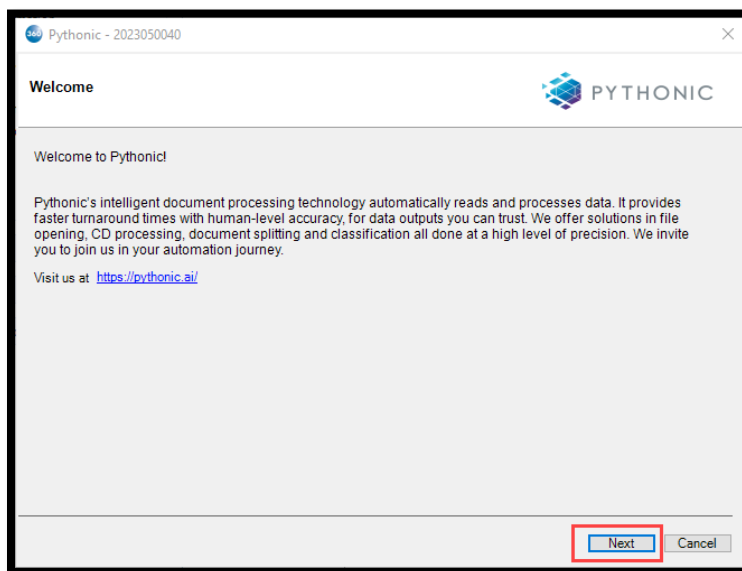 360 Pythonic - 2023050040
Welcome
PYTHONIC
Welcome to Pythonic!
Pythonic's intelligent document processing technology automatically reads and processes data. It provides
faster turnaround times with human-level accuracy, for data outputs you can trust. We offer solutions in file
opening, CD processing, document splitting and classification all done at a high level of precision. We invite
you to join us in your automation journey.
Visit us at https://pythonic.ai/
Next Cancel